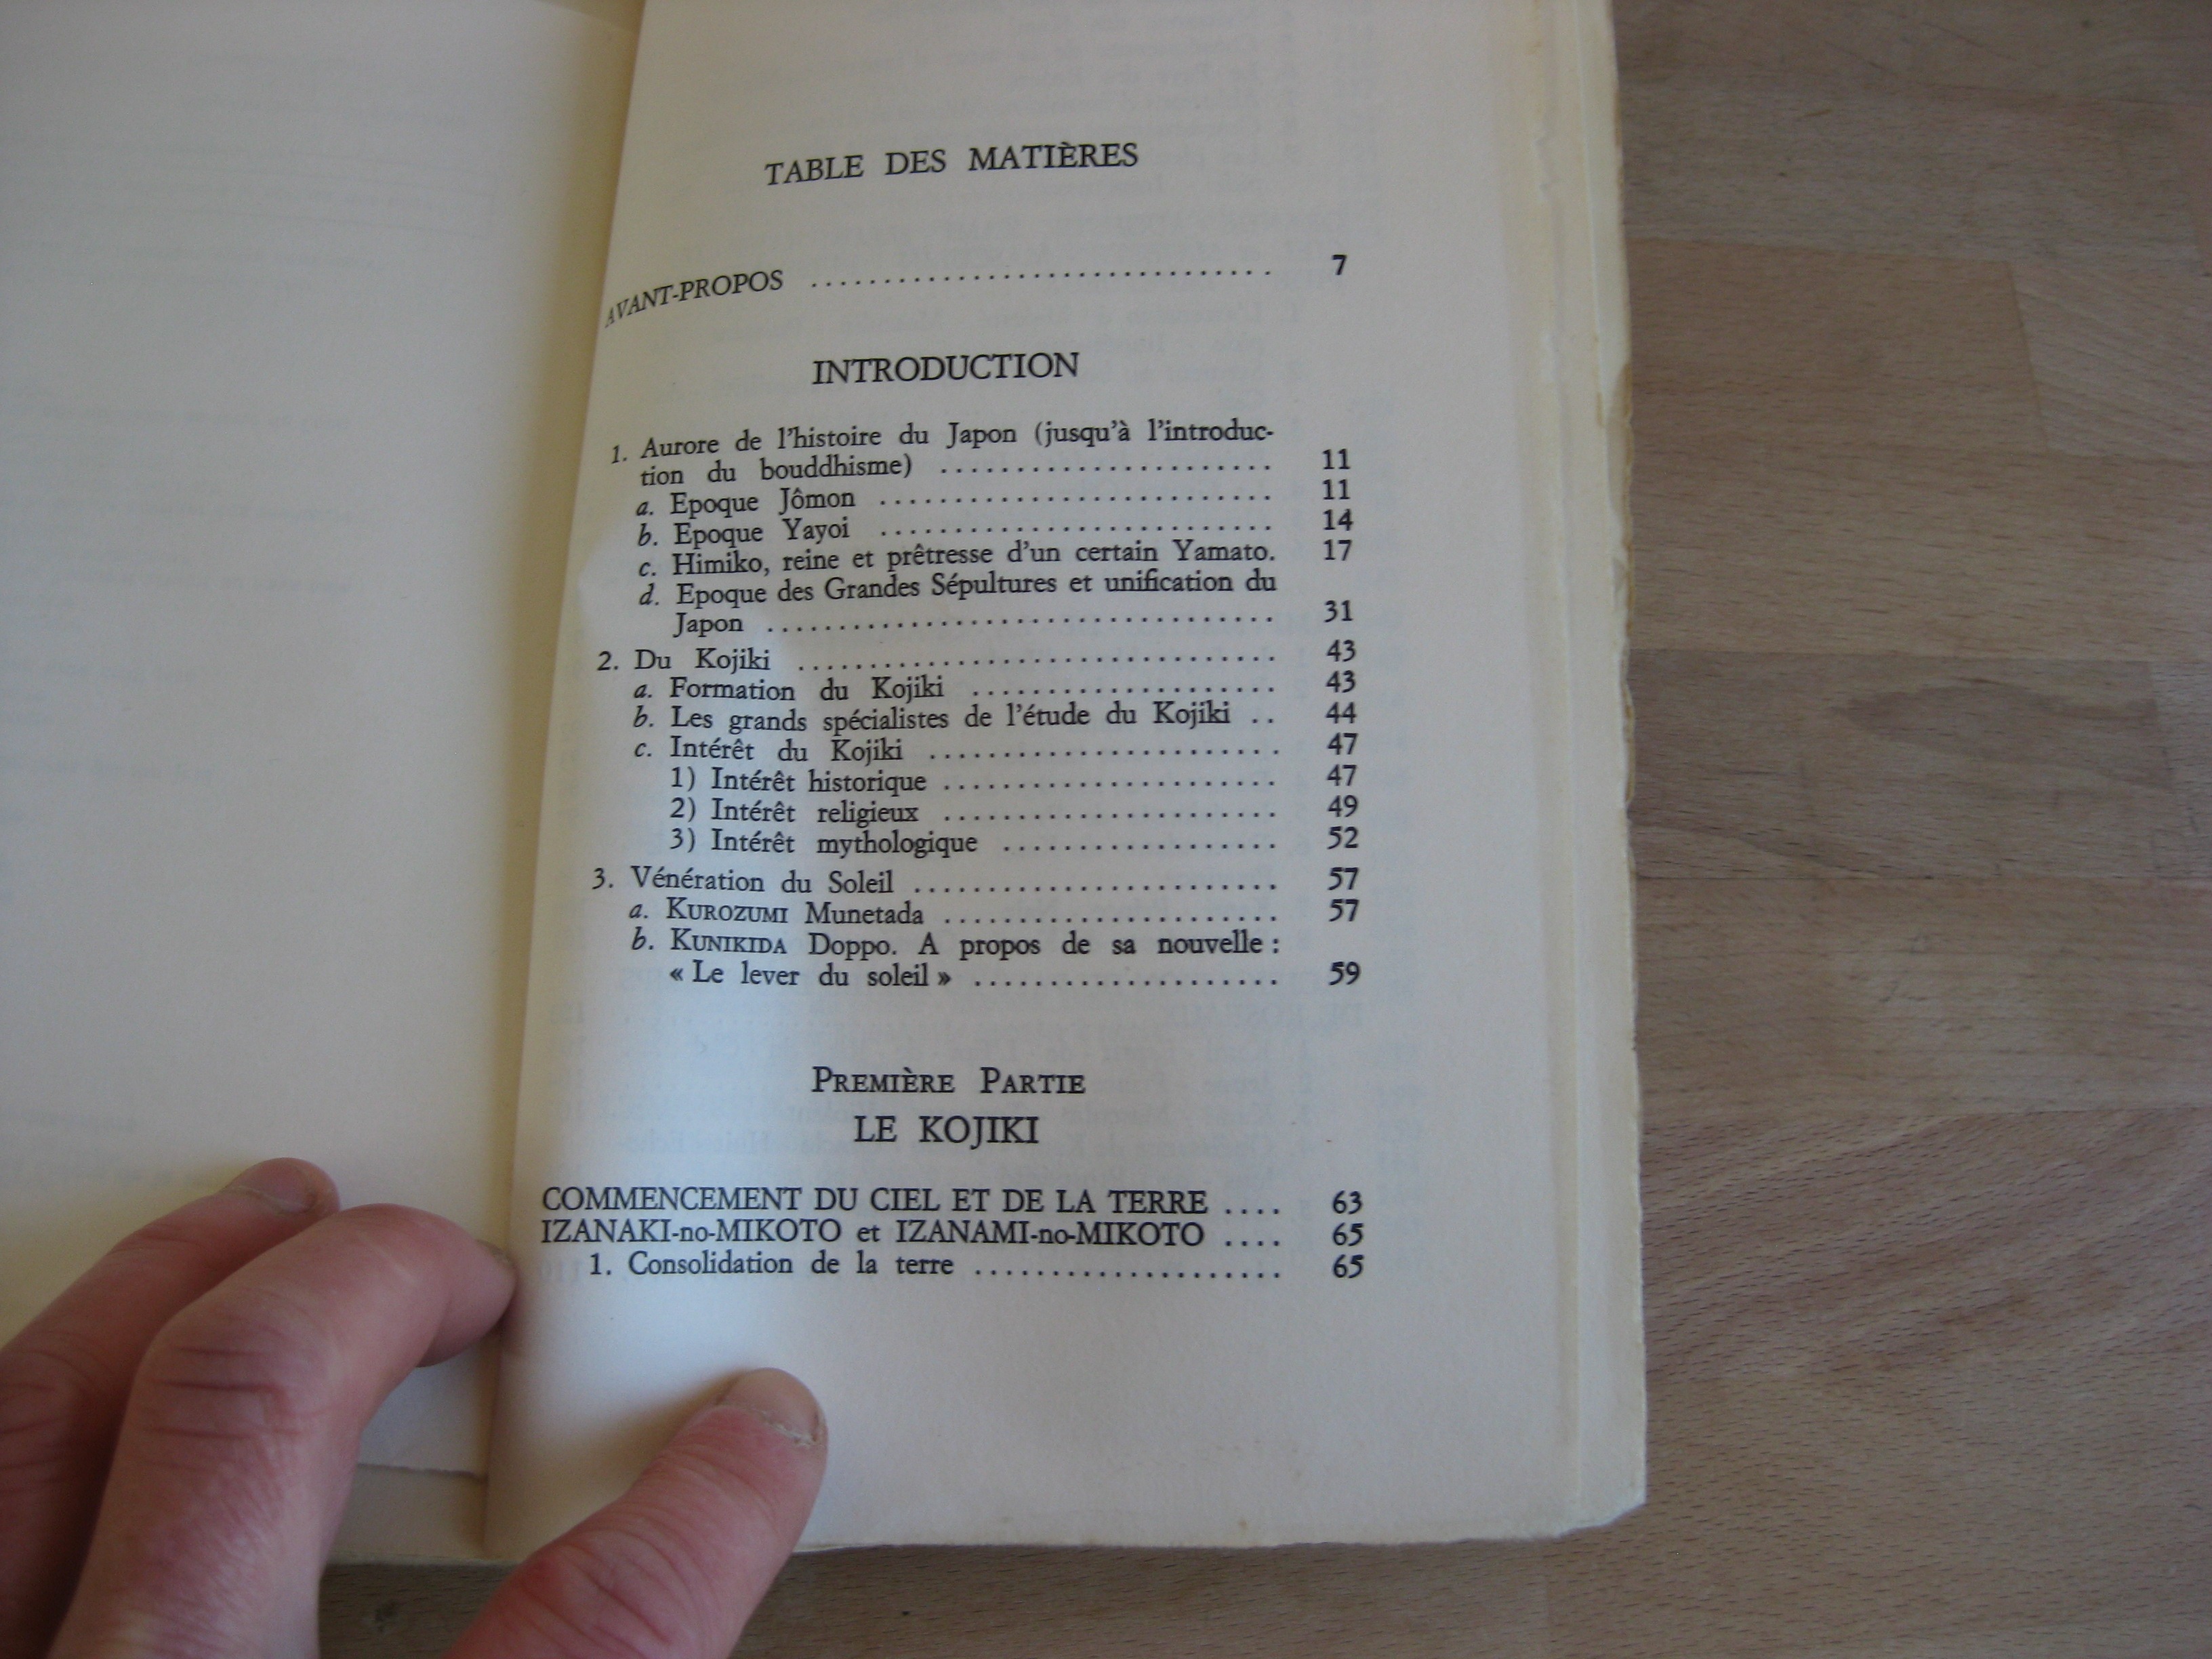 TABLE DES MATIÈRES
AVANT-PROPOS ................................ 7
INTRODUCTION
1. Aurore de l'histoire du Japon (jusqu'à l'introduc-
tion du bouddhisme) ....................... 11
a. Epoque Jômon ........................... 11
b. Epoque Yayoi ........................... 14
c. Himiko, reine et prêtresse d'un certain Yamato. 17
d. Epoque des Grandes Sépultures et unification du
Japon ................................... 31
2. Du Kojiki ................................. 43
a. Formation du Kojiki ..................... 43
b. Les grands spécialistes de l'étude du Kojiki .. 44
c. Intérêt du Kojiki ........................ 47
1) Intérêt historique ....................... 47
2) Intérêt religieux ....................... 49
3) Intérêt mythologique ................... 52
3. Vénération du Soleil ......................... 57
a. KUROZUMI Munetada ....................... 57
b. KUNIKIDA Doppo. A propos de sa nouvelle :
« Le lever du soleil » ..................... 59
PREMIÈRE PARTIE
LE KOJIKI
COMMENCEMENT DU CIEL ET DE LA TERRE .... 63
IZANAKI-no-MIKOTO et IZANAMI-no-MIKOTO .... 65
1. Consolidation de la terre ..................... 65